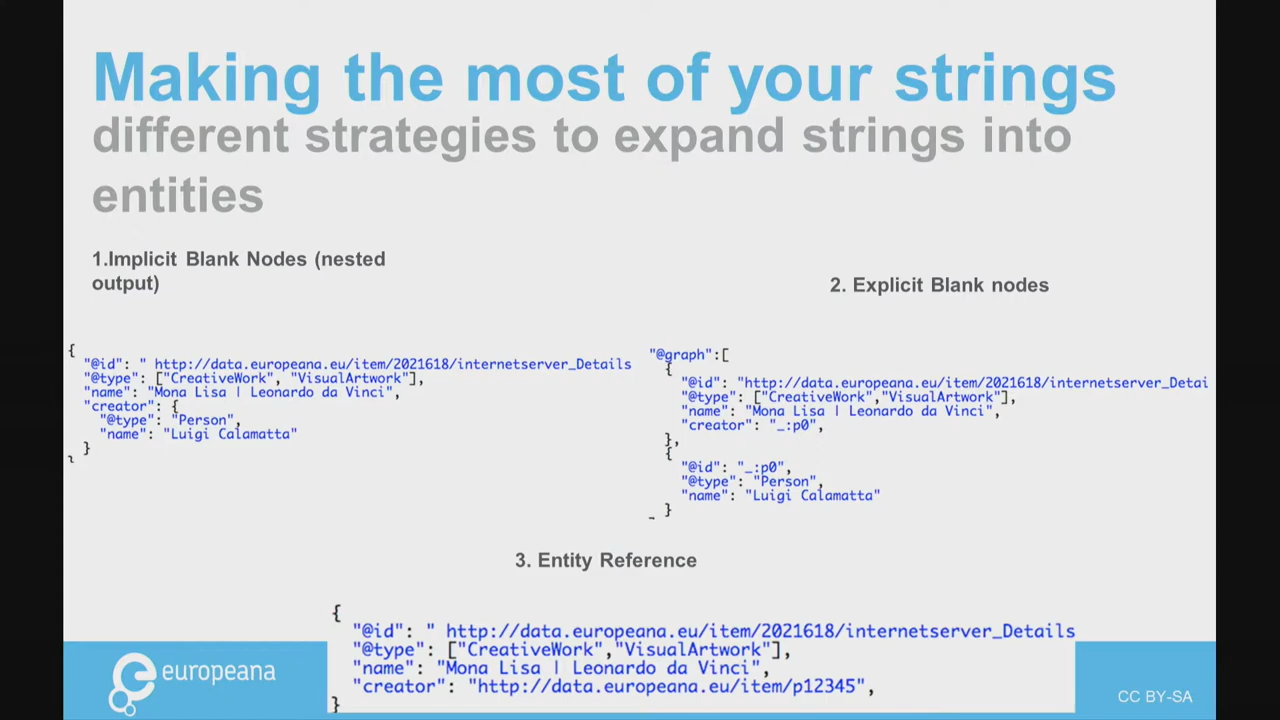 Making the most of your strings
different strategies to expand strings into
entities
1.Implicit Blank Nodes (nested
output)
{
"@id": " http://data.europeana.eu/item/2021618/internetserver_Details
"@type": ["CreativeWork", "VisualArtwork"],
"name": "Mona Lisa | Leonardo da Vinci",
"creator": {
"@type": "Person",
"name": "Luigi Calamatta"
}
2. Explicit Blank nodes
"@graph":[
{
"@id": "http://data.europeana.eu/item/2021618/internetserver_Detai
"@type": ["CreativeWork","VisualArtwork"],
"name": "Mona Lisa | Leonardo da Vinci",
"creator": "_:p0",
},
{
"@id": "_:p0",
"@type": "Person",
"name": "Luigi Calamatta"
}
3. Entity Reference
{
"@id": " http://data.europeana.eu/item/2021618/internetserver_Details
"@type": ["CreativeWork","VisualArtwork"],
"name": "Mona Lisa | Leonardo da Vinci",
"creator": "http://data.europeana.eu/item/p12345",
}
europeana
CC BY-SA